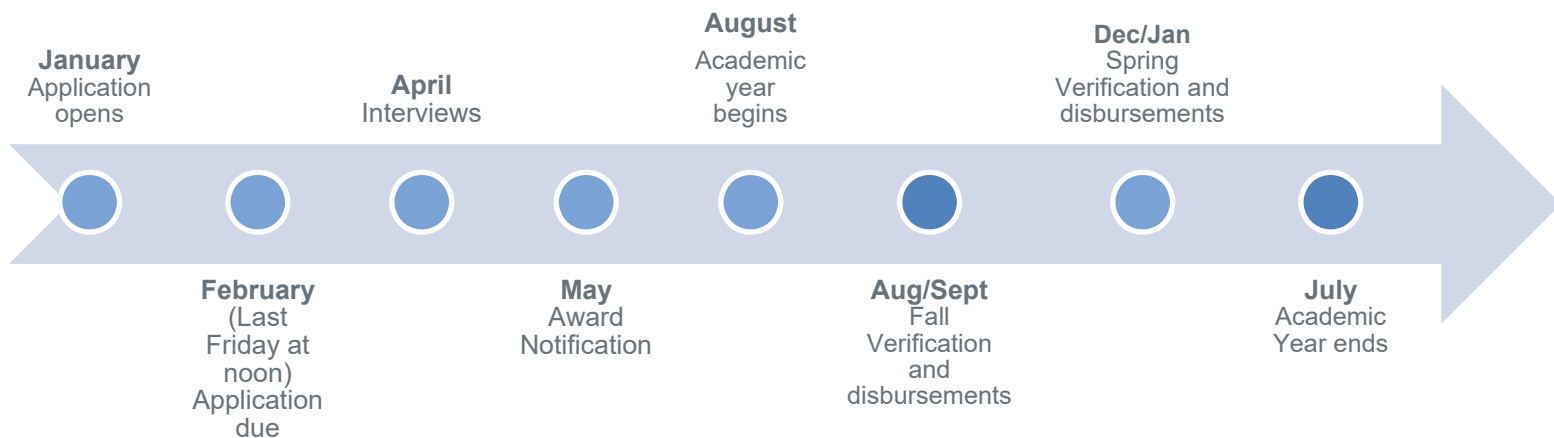 January
Application
opens
February
(Last
Friday at
noon)
Application
due
April
Interviews
May
Award
Notification
August
Academic
year
begins
Aug/Sept
Fall
Verification
and
disbursements
Dec/Jan
Spring
Verification and
disbursements
July
Academic
Year ends